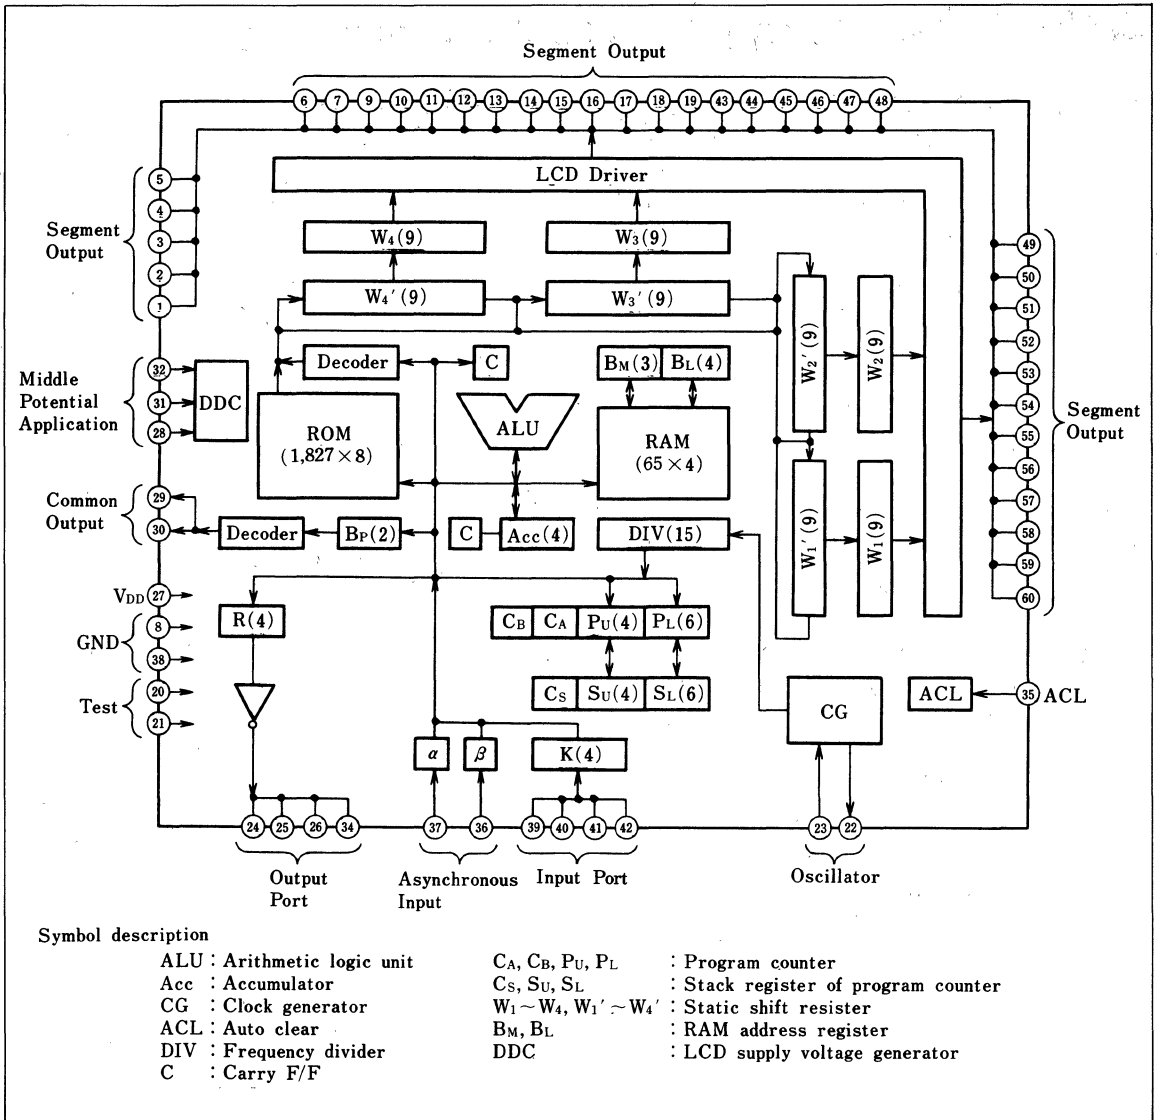 Segment Output
6 7 9 10 11 12 13 14 15 16 17 18 19 43 44 45 46 47 48
LCD Driver
5
4
3
2
1
Segment
Output
W4(9)
W3(9)
W4'(9)
W3'(9)
W2'(9)
W2(9)
W1'(9)
W1(9)
49
50
51
52
53
54
55
56
57
58
59
60
Segment
Output
Decoder
C
BM(3) BL(4)
32
31
28
Middle
Potential
Application
DDC
ROM
(1,827×8)
ALU
RAM
(65×4)
29
30
Common
Output
Decoder
BP(2)
C
Acc(4)
DIV(15)
VDD 27
8
38
GND
20
21
Test
R(4)
CB CA PU(4) PL(6)
CS SU(4) SL(6)
CG
ACL
35 ACL
α
β
K(4)
24 25 26 34
37 36
39 40 41 42
23 22
Output
Port
Asynchronous
Input
Input Port
Oscillator
Symbol description
ALU : Arithmetic logic unit
Acc : Accumulator
CG : Clock generator
ACL : Auto clear
DIV : Frequency divider
C : Carry F/F
CA, CB, PU, PL : Program counter
CS, SU, SL : Stack register of program counter
W1~W4, W1'~W4' : Static shift resister
BM, BL : RAM address register
DDC : LCD supply voltage generator